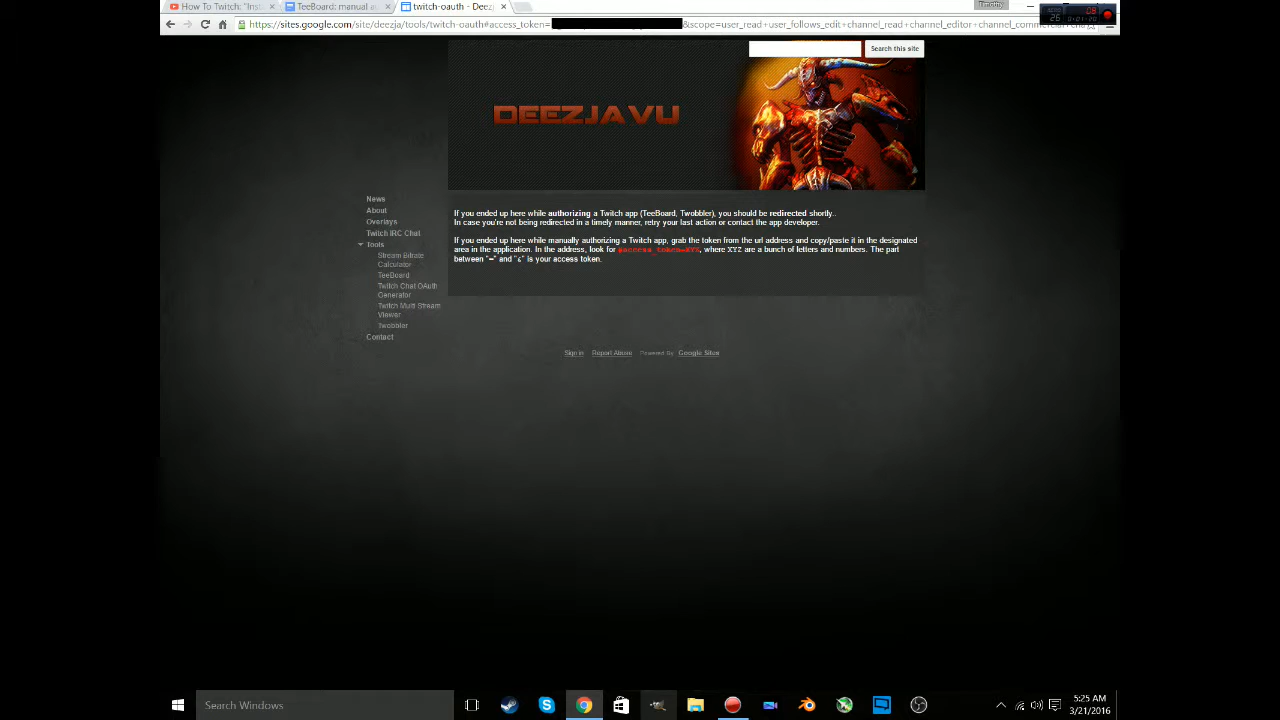 How To Twitch: "Insta
TeeBoard: manual au
twitch-oauth - Deez
Timothy
https://sites.google.com/site/deezja/tools/twitch-oauth#access_token=
&scope=user_read+user_follows_edit+channel_read+channel_editor+channel_commercial+chan
Search this site
DEEZJAVU
News
About
Overlays
Twitch IRC Chat
Tools
Stream Bitrate
Calculator
TeeBoard
Twitch Chat OAuth
Generator
Twitch Multi Stream
Viewer
Twobbler
Contact
If you ended up here while authorizing a Twitch app (TeeBoard, Twobbler), you should be redirected shortly..
In case you're not being redirected in a timely manner, retry your last action or contact the app developer.
If you ended up here while manually authorizing a Twitch app, grab the token from the url address and copy/paste it in the designated
area in the application. In the address, look for #access_token=XYZ, where XYZ are a bunch of letters and numbers. The part
between "=" and "&" is your access token.
Sign in Report Abuse Powered By Google Sites
Search Windows
5:25 AM
3/21/2016